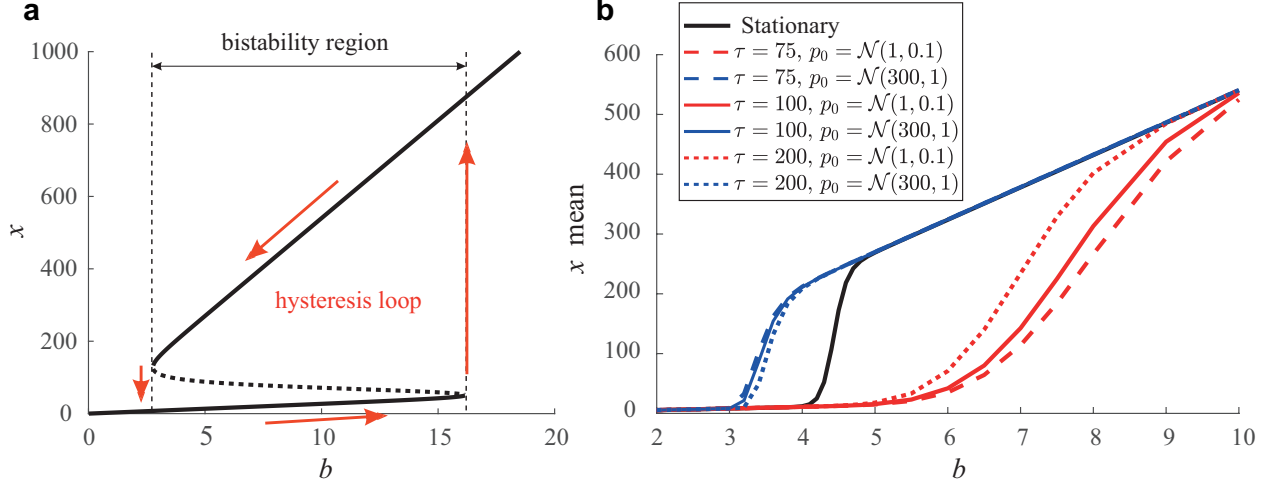 a
bistability region
1000
800
600
400
200
0
x
hysteresis loop
0 5 10 15 20
b
b
Stationary
τ = 75, p₀ = 𝒩(1, 0.1)
τ = 75, p₀ = 𝒩(300, 1)
τ = 100, p₀ = 𝒩(1, 0.1)
τ = 100, p₀ = 𝒩(300, 1)
τ = 200, p₀ = 𝒩(1, 0.1)
τ = 200, p₀ = 𝒩(300, 1)
600
500
400
300
200
100
0
x mean
2 3 4 5 6 7 8 9 10
b